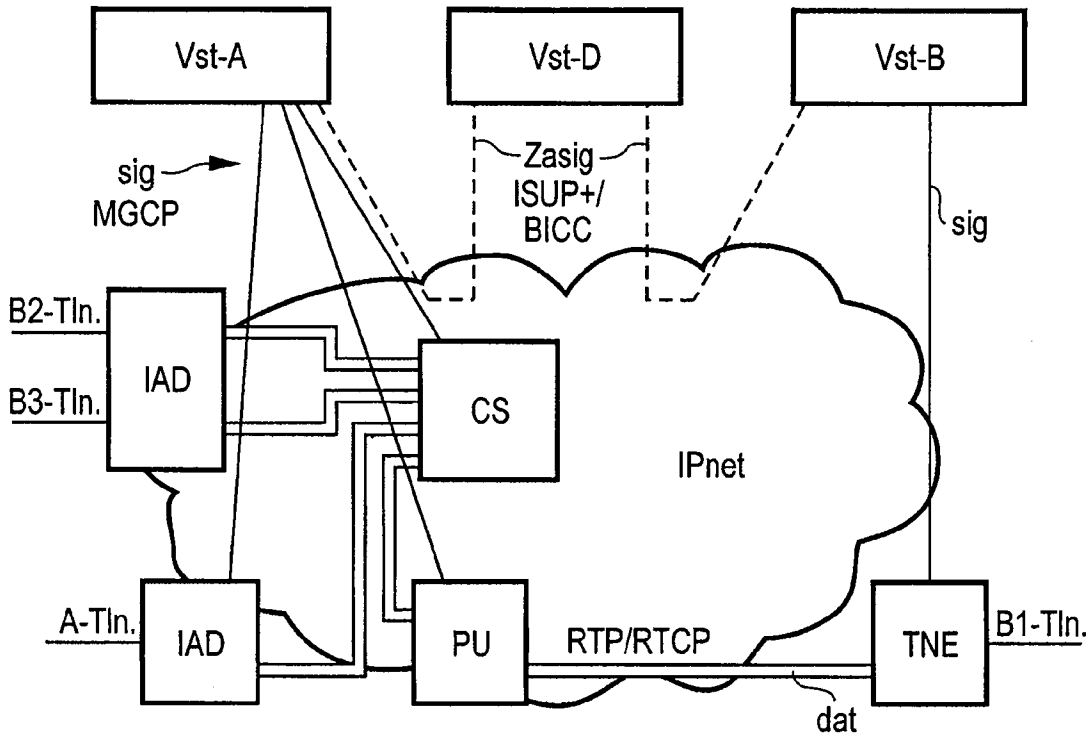 Vst-A
Vst-D
Vst-B
sig
MGCP
Zasig
ISUP+/
BICC
sig
B2-Tln.
IAD
B3-Tln.
CS
IPnet
A-Tln.
IAD
PU
RTP/RTCP
TNE
B1-Tln.
dat